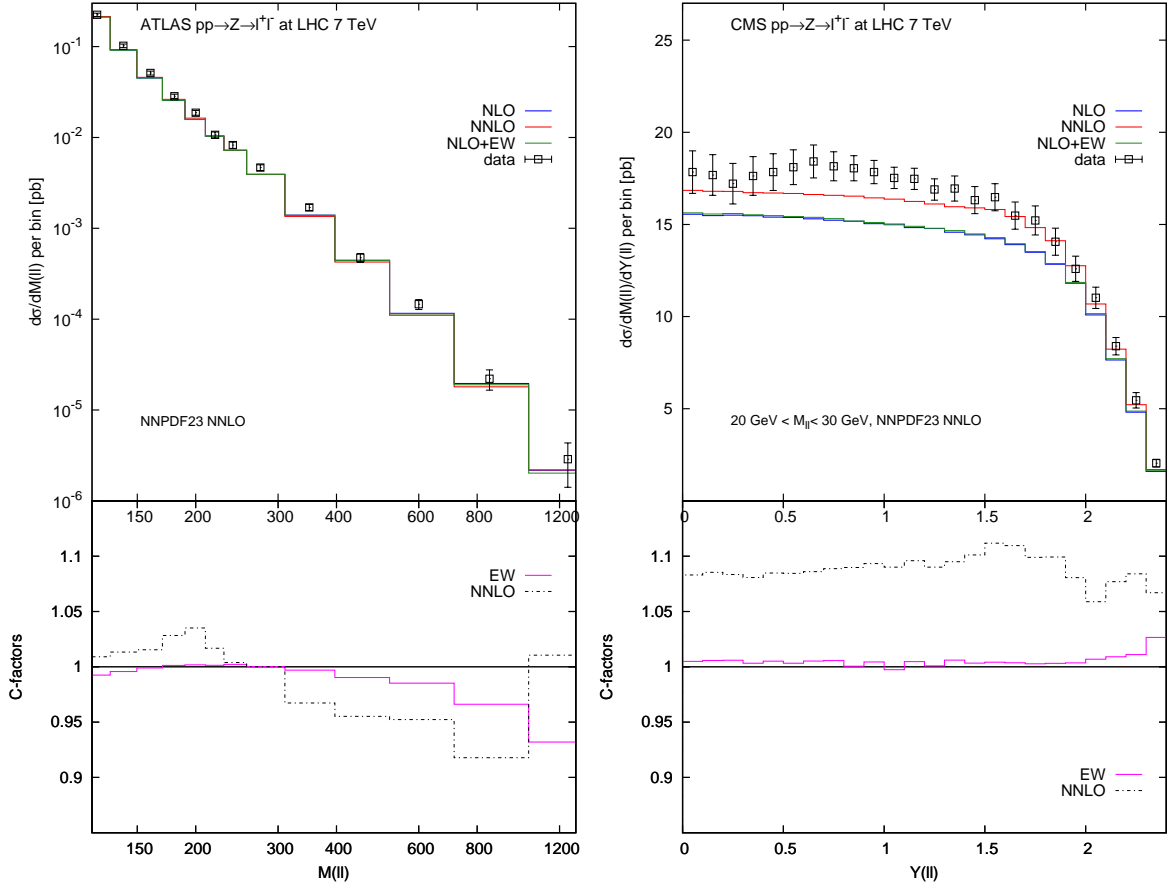 ATLAS pp→Z→l⁺l⁻ at LHC 7 TeV
NLO
NNLO
NLO+EW
data
dσ/dM(ll) per bin [pb]
10⁻¹
10⁻²
10⁻³
10⁻⁴
10⁻⁵
10⁻⁶
NNPDF23 NNLO
150 200 300 400 600 800 1200
EW
NNLO
C-factors
1.1
1.05
1
0.95
0.9
150 200 300 400 600 800 1200
M(ll)
CMS pp→Z→l⁺l⁻ at LHC 7 TeV
NLO
NNLO
NLO+EW
data
dσ/dM(ll)/dY(ll) per bin [pb]
25
20
15
10
5
20 GeV < M_ll < 30 GeV, NNPDF23 NNLO
0 0.5 1 1.5 2
C-factors
1.1
1.05
1
0.95
0.9
EW
NNLO
0 0.5 1 1.5 2
Y(ll)